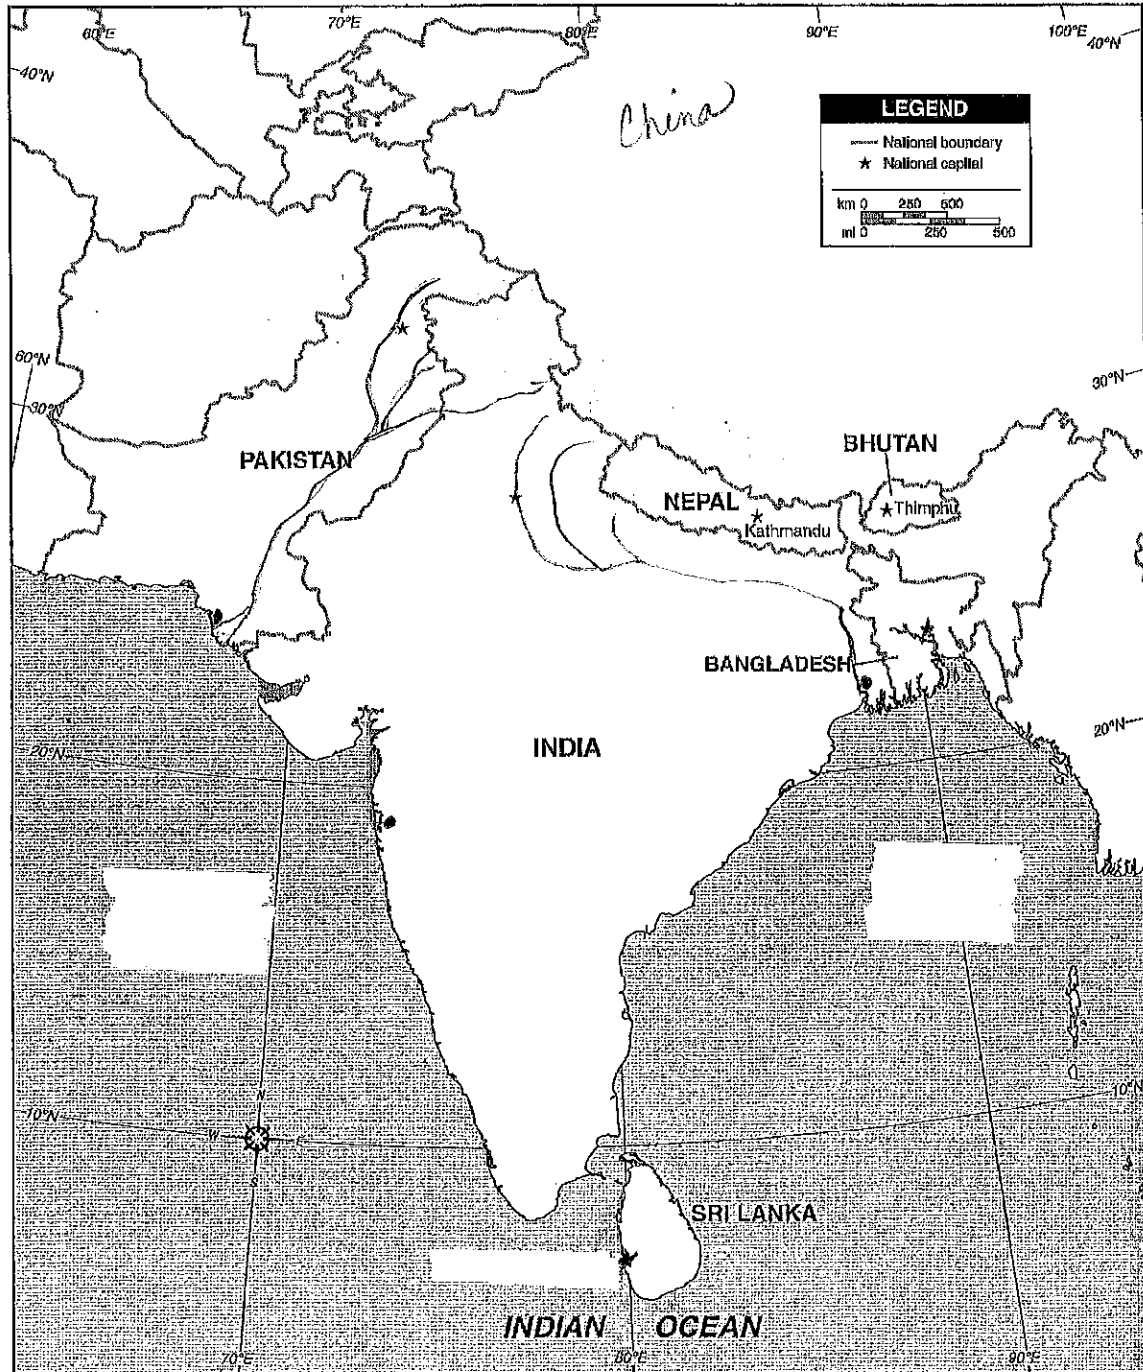 60°E
70°E
80°E
90°E
100°E
40°N
40°N
China
LEGEND
National boundary
National capital
km 0 250 500
mi 0 250 500
60°N
30°N
30°N
PAKISTAN
BHUTAN
NEPAL
Thimphu
Kathmandu
BANGLADESH
INDIA
20°N
20°N
10°N
10°N
N
W E
S
SRI LANKA
INDIAN OCEAN
70°E
80°E
90°E